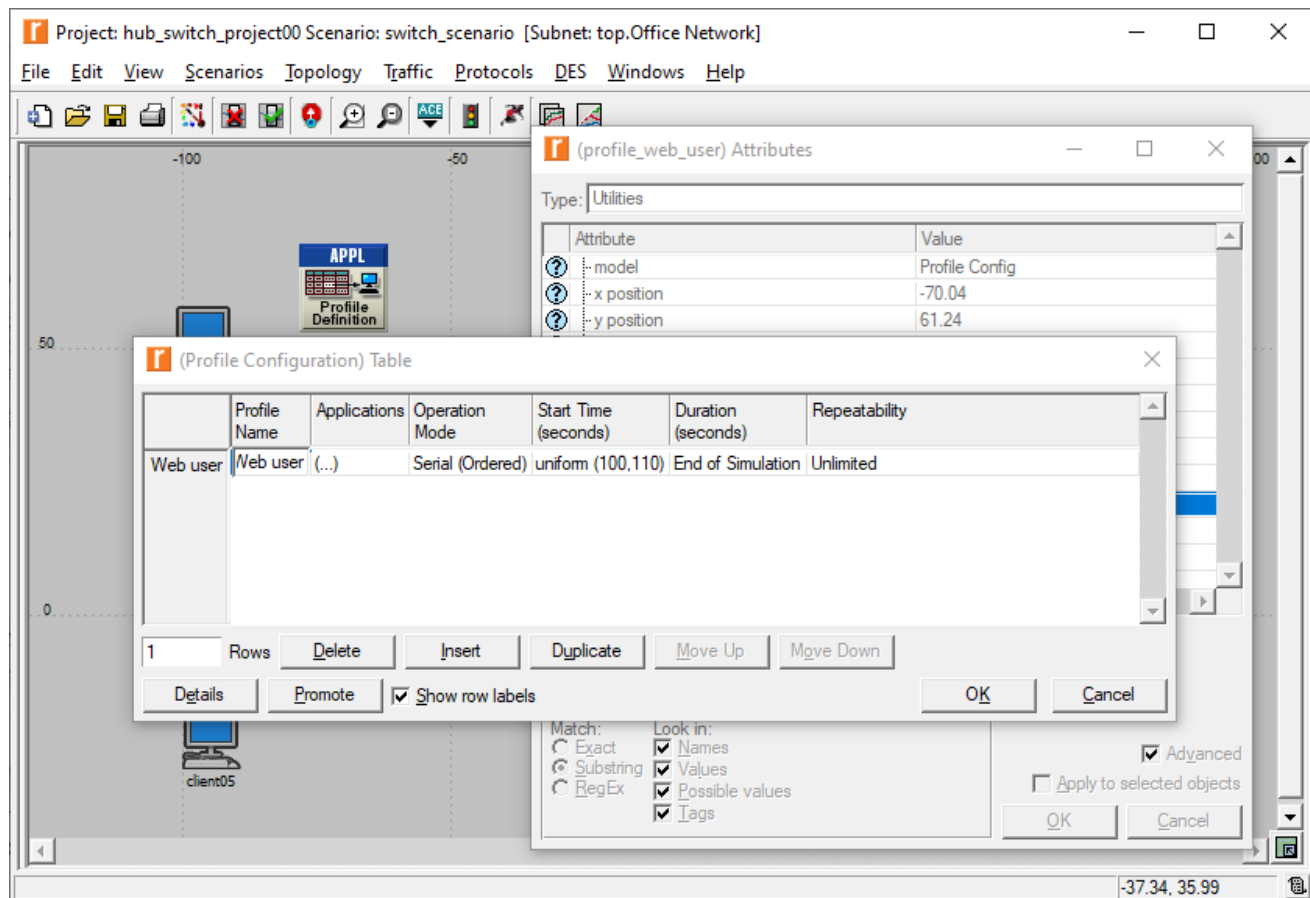 Project: hub_switch_project00 Scenario: switch_scenario [Subnet: top.Office Network]
File Edit View Scenarios Topology Traffic Protocols DES Windows Help
ACE
-100 -50 00
(profile_web_user) Attributes
Type: Utilities
Attribute Value
model Profile Config
x position -70.04
y position 61.24
APPL
Profiile
Definition
50
(Profile Configuration) Table
Profile Name Applications Operation Mode Start Time (seconds) Duration (seconds) Repeatability
Web user Web user (...) Serial (Ordered) uniform (100,110) End of Simulation Unlimited
0
1 Rows Delete Insert Duplicate Move Up Move Down
Details Promote Show row labels OK Cancel
Match: Look in:
Exact Names
Substring Values
RegEx Possible values
Tags
Advanced
Apply to selected objects
OK Cancel
client05
-37.34, 35.99